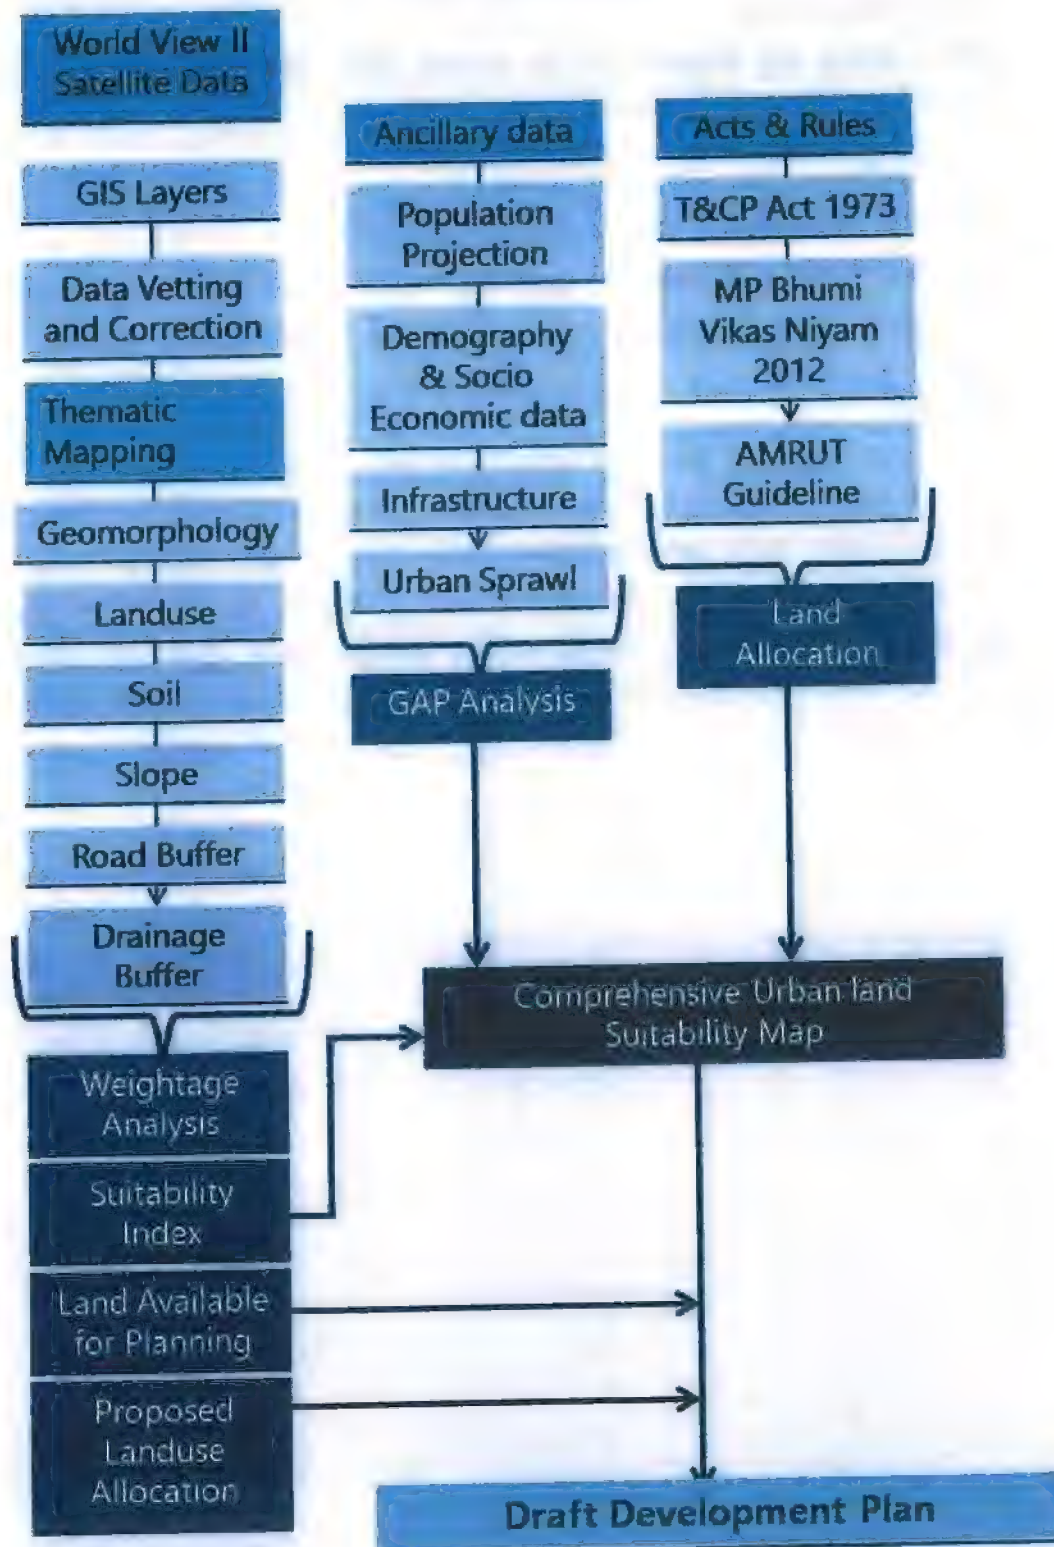 World View II
Satellite Data
GIS Layers
Data Vetting
and Correction
Thematic
Mapping
Geomorphology
Landuse
Soil
Slope
Road Buffer
Drainage
Buffer
Weightage
Analysis
Suitability
Index
Land Available
for Planning
Proposed
Landuse
Allocation
Ancillary data
Population
Projection
Demography
& Socio
Economic data
Infrastructure
Urban Sprawl
GAP Analysis
Acts & Rules
T&CP Act 1973
MP Bhumi
Vikas Niyam
2012
AMRUT
Guideline
Land
Allocation
Comprehensive Urban land
Suitability Map
Draft Development Plan